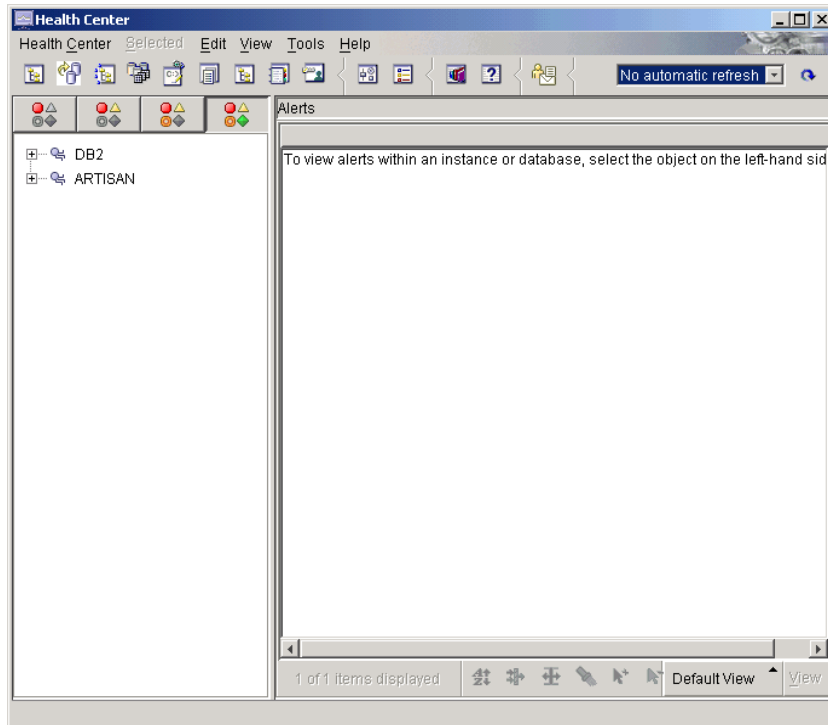 Health Center
Health Center Selected Edit View Tools Help
No automatic refresh
Alerts
DB2
ARTISAN
To view alerts within an instance or database, select the object on the left-hand sid
1 of 1 items displayed
Default View
View